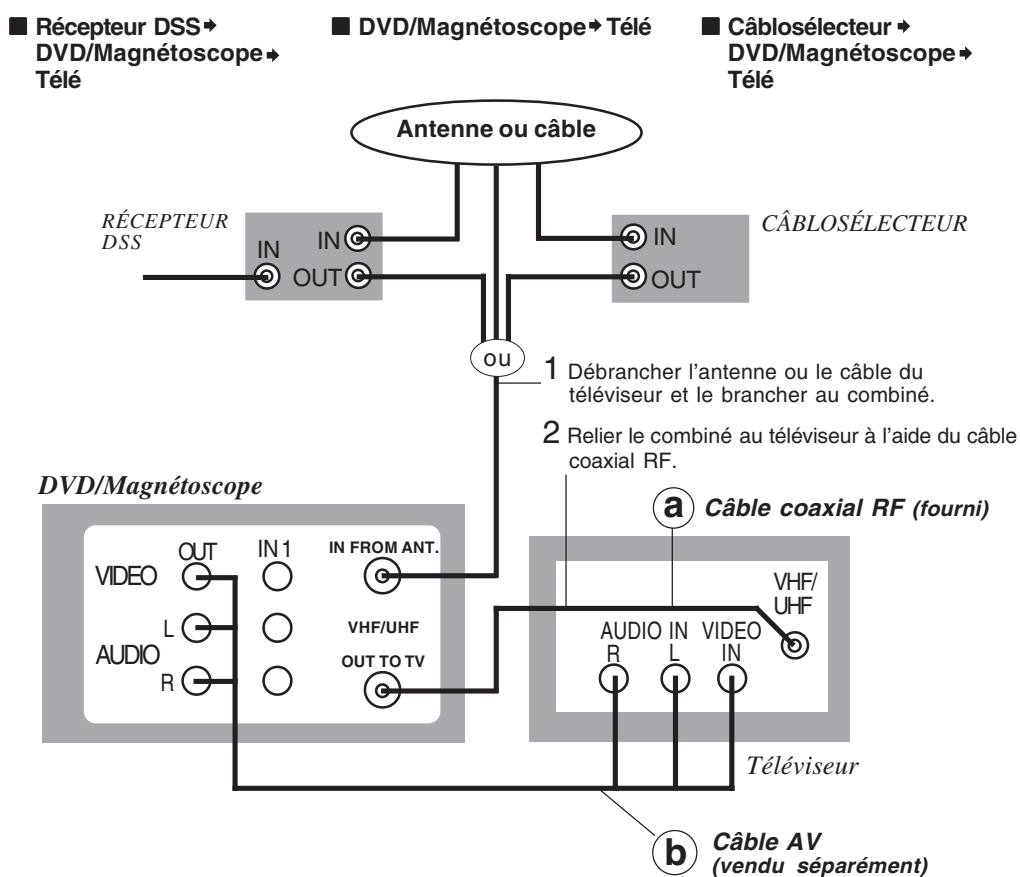 ■ Récepteur DSS➧
DVD/Magnétoscope➧
Télé
■ DVD/Magnétoscope➧Télé
■ Câblosélecteur ➧
DVD/Magnétoscope➧
Télé
Antenne ou câble
RÉCEPTEUR
DSS
IN
IN
OUT
CÂBLOSÉLECTEUR
IN
OUT
ou
1 Débrancher l'antenne ou le câble du
téléviseur et le brancher au combiné.
2 Relier le combiné au téléviseur à l'aide du câble
coaxial RF.
DVD/Magnétoscope
a Câble coaxial RF (fourni)
OUT
IN 1
IN FROM ANT.
VIDEO
L
AUDIO
R
VHF/UHF
OUT TO TV
VHF/
UHF
AUDIO IN
R L
VIDEO
IN
Téléviseur
b Câble AV
(vendu séparément)